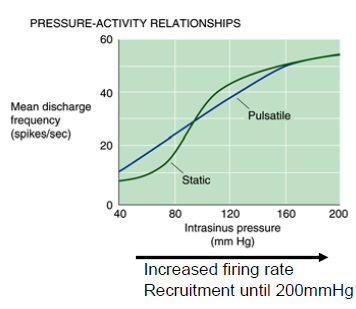 PRESSURE-ACTIVITY RELATIONSHIPS
60
40
20
0
Mean discharge
frequency
(spikes/sec)
Pulsatile
Static
40 80 120 160 200
Intrasinus pressure
(mm Hg)
Increased firing rate
Recruitment until 200mmHg